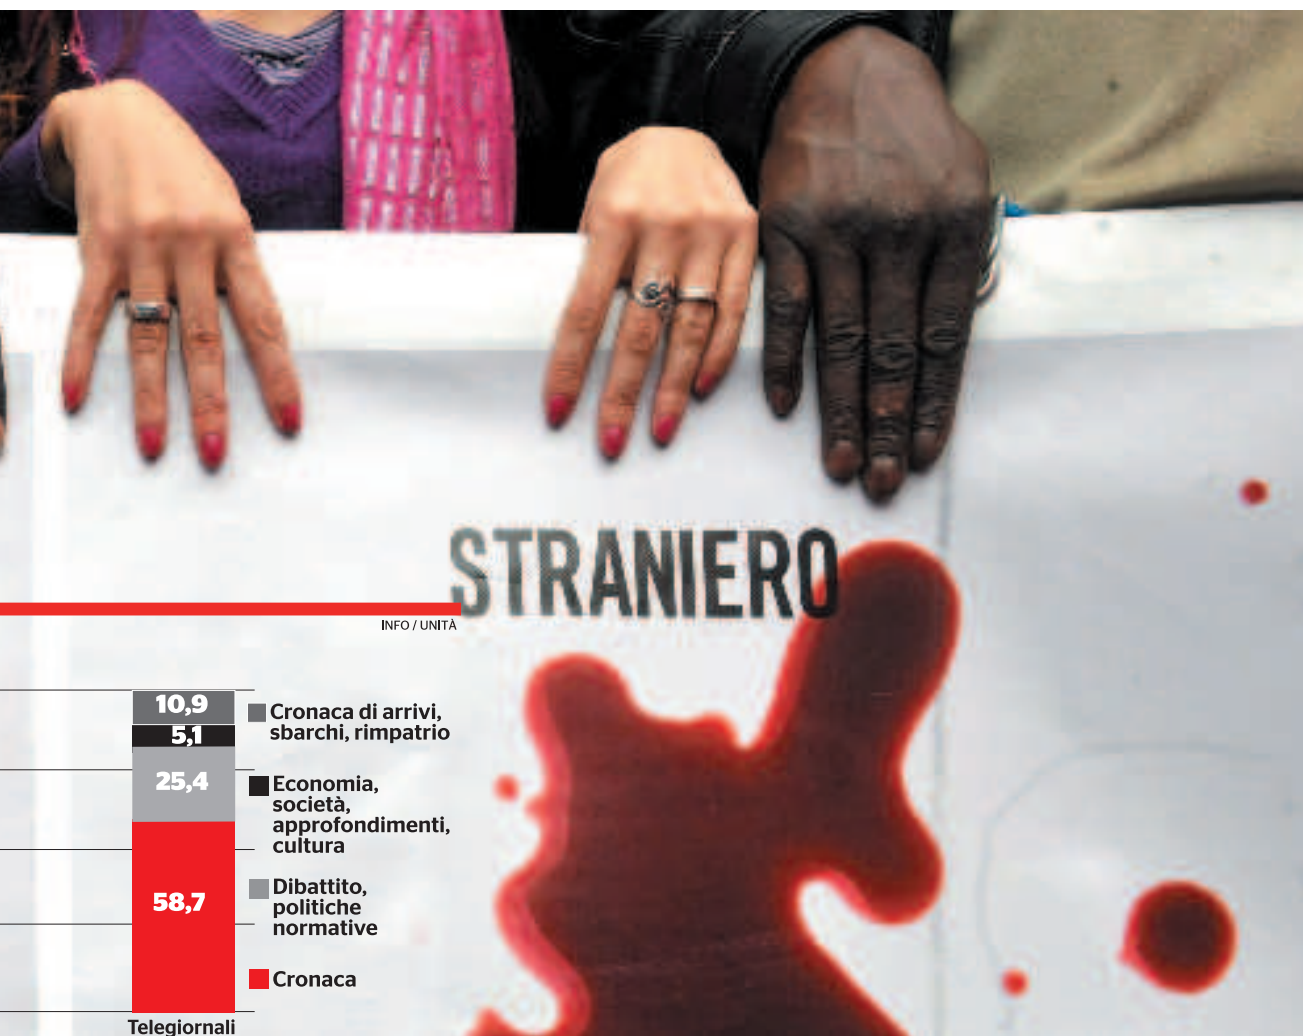 STRANIERO
INFO / UNITÀ
10,9
5,1
25,4
58,7
Cronaca di arrivi,
sbarchi, rimpatrio
Economia,
società,
approfondimenti,
cultura
Dibattito,
politiche
normative
Cronaca
Telegiornali